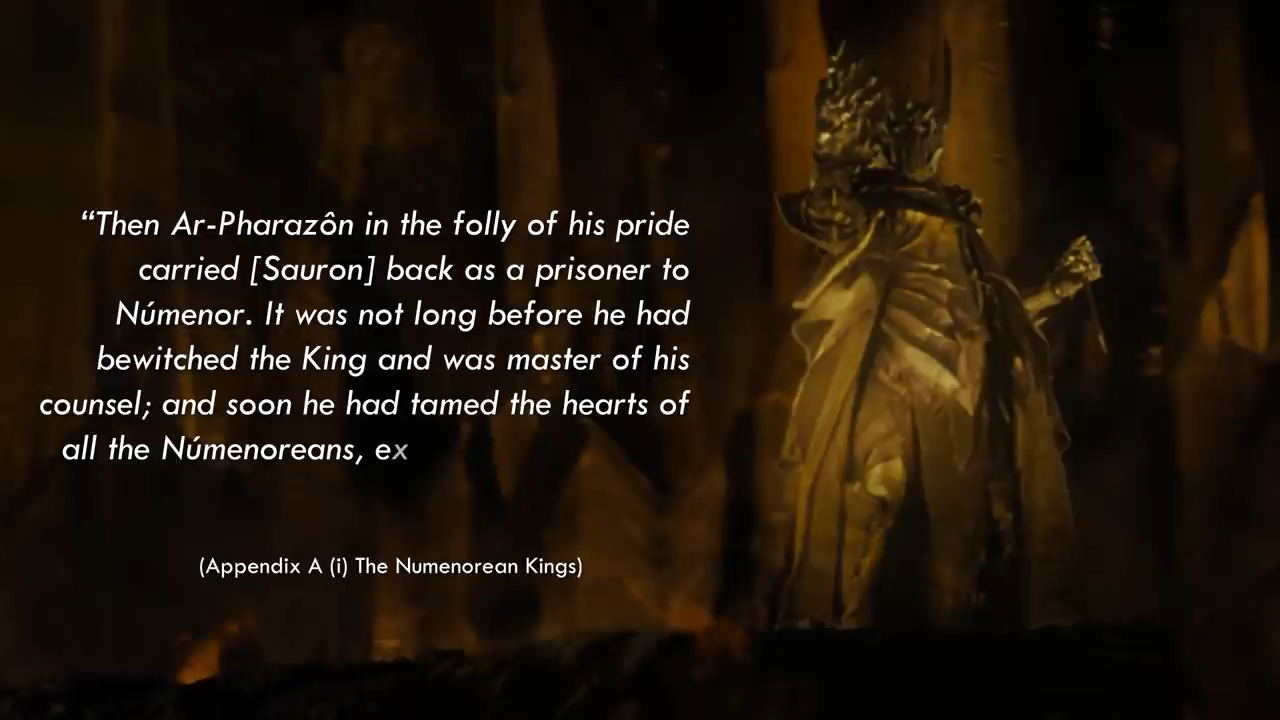 “Then Ar-Pharazôn in the folly of his pride
carried [Sauron] back as a prisoner to
Númenor. It was not long before he had
bewitched the King and was master of his
counsel; and soon he had tamed the hearts of
all the Númenoreans, ex
(Appendix A (i) The Numenorean Kings)